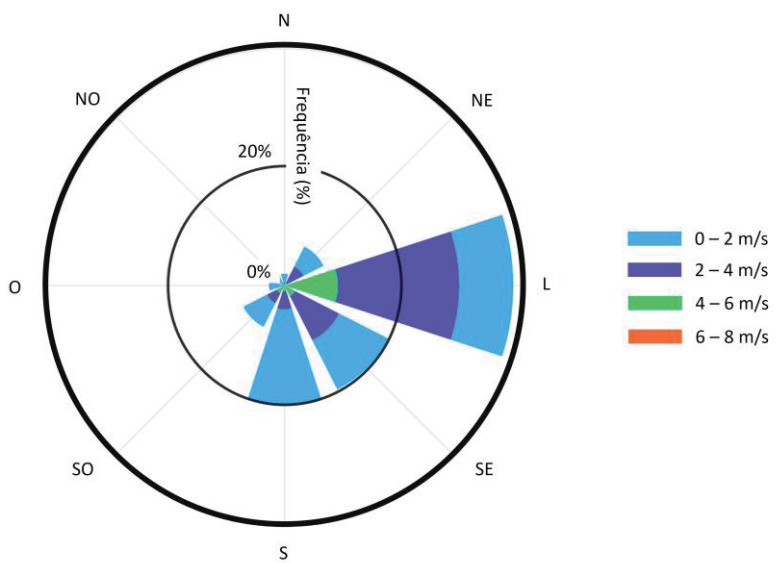 N
NO
NE
Frequência (%)
20%
0%
O
L
SO
SE
S
0 – 2 m/s
2 – 4 m/s
4 – 6 m/s
6 – 8 m/s